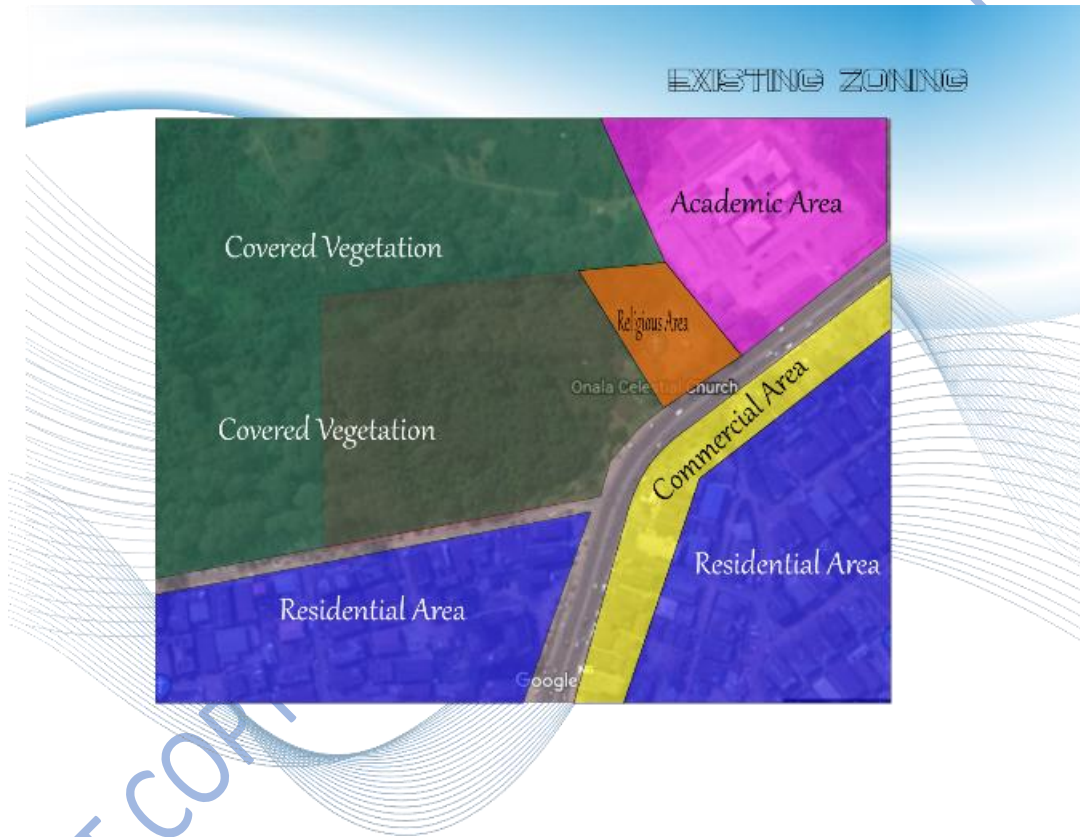 EXISTING ZONING
Academic Area
Covered Vegetation
Religious Area
Onala Celestial Church
Commercial Area
Covered Vegetation
Residential Area
Residential Area
Google